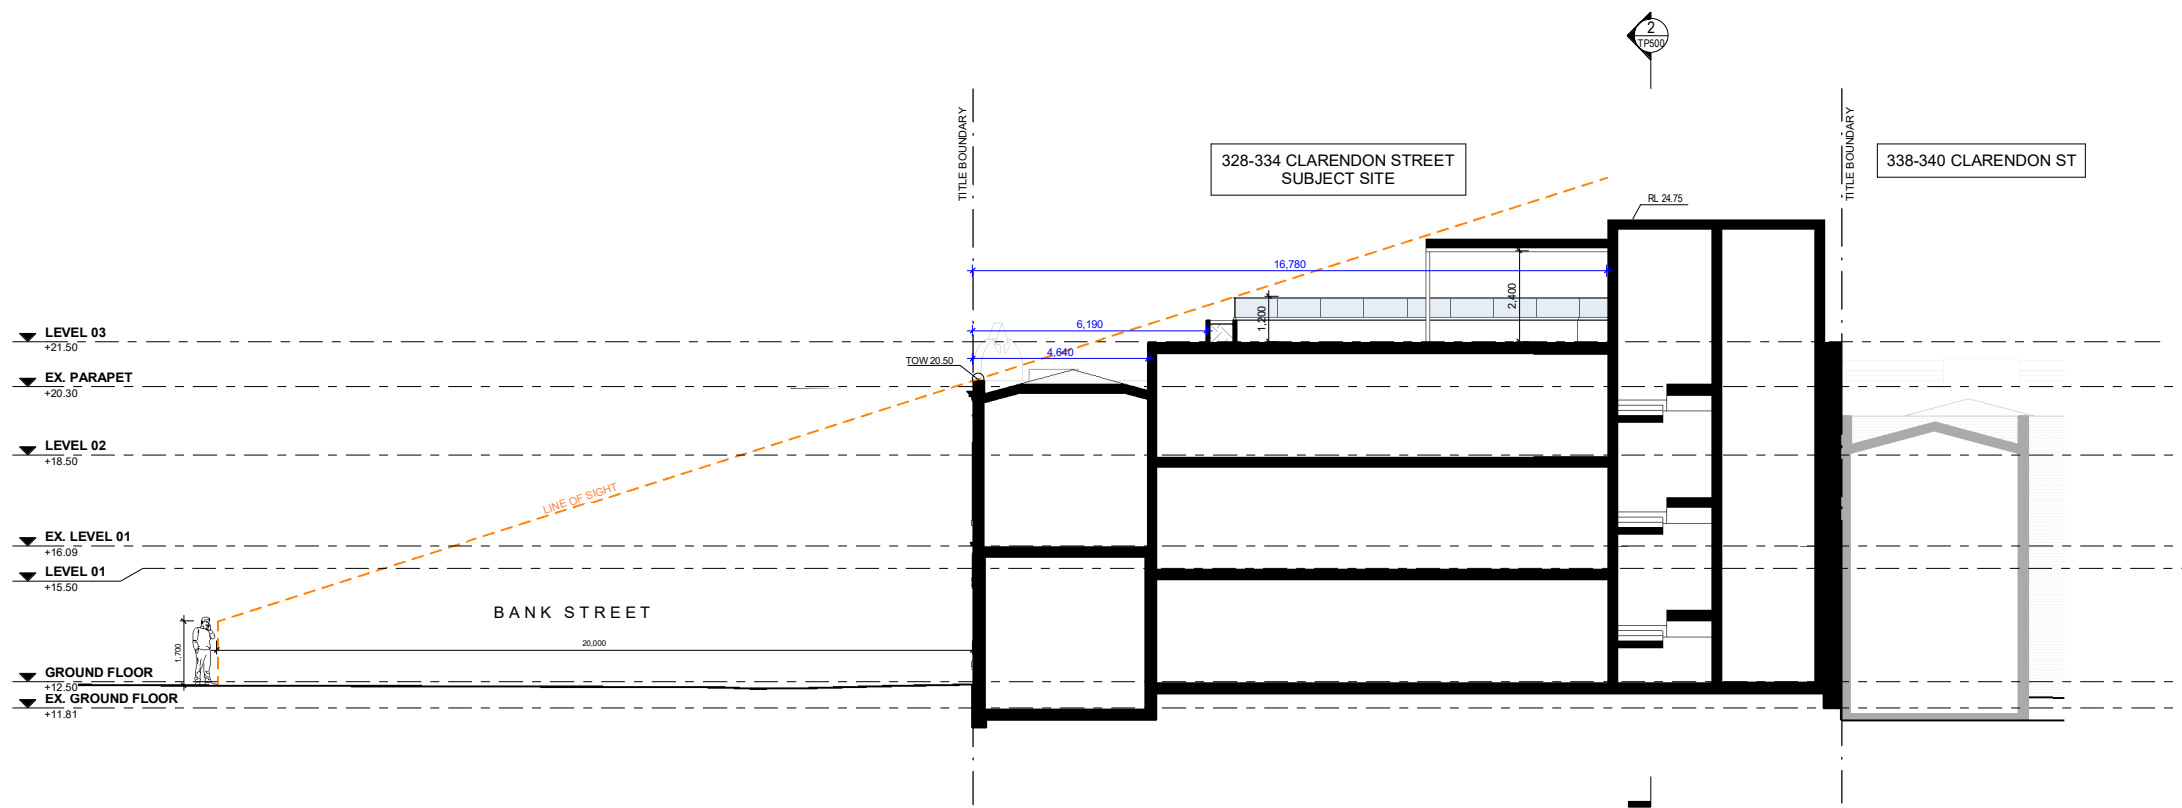 2
TP500
TITLE BOUNDARY
328-334 CLARENDON STREET
SUBJECT SITE
TITLE BOUNDARY
338-340 CLARENDON ST
RL 24.75
16,780
2,400
1,200
6,190
4,640
TOW 20.50
LEVEL 03
+21.50
EX. PARAPET
+20.30
LEVEL 02
+18.50
LINE OF SIGHT
EX. LEVEL 01
+16.09
LEVEL 01
+15.50
BANK STREET
20,000
1,700
GROUND FLOOR
+12.50
EX. GROUND FLOOR
+11.81